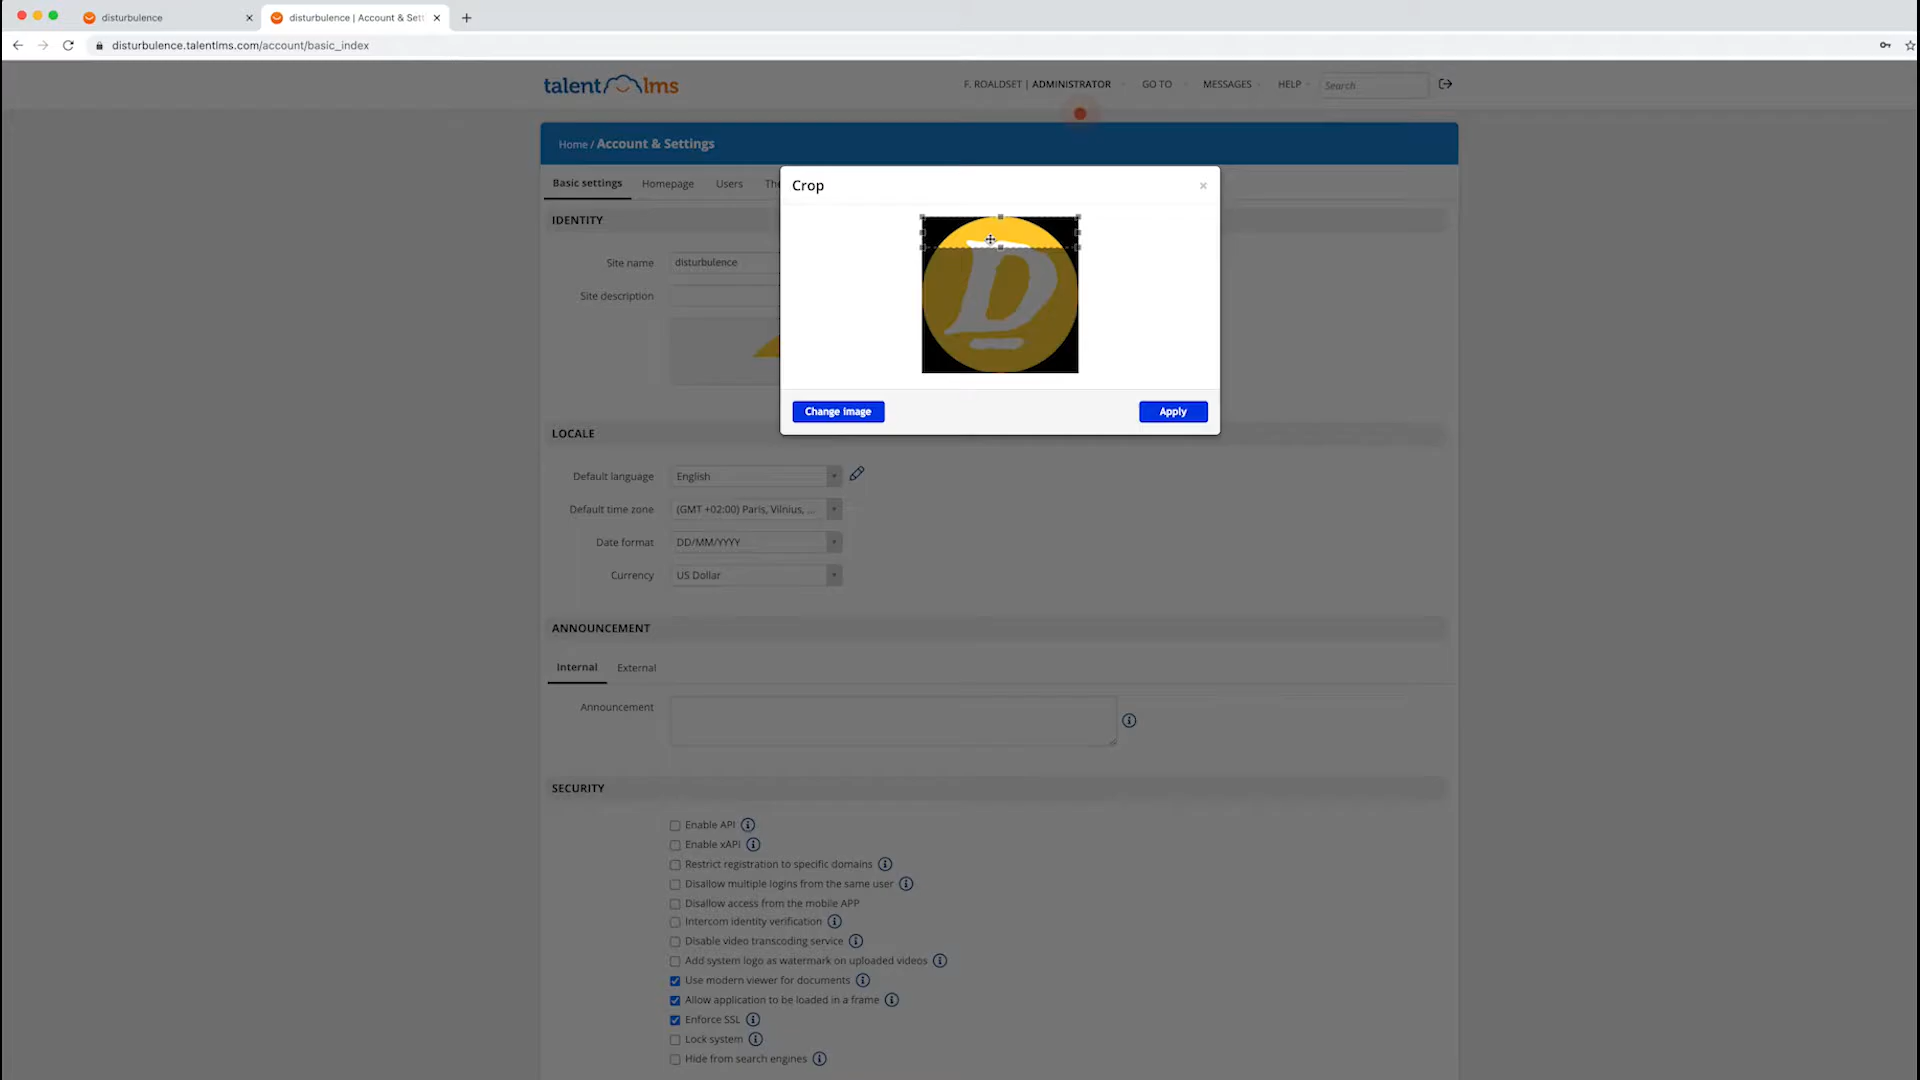 disturbulence
disturbulence | Account & Sett
disturbulence.talentlms.com/account/basic_index
talentlms
F. ROALDSET | ADMINISTRATOR
GO TO
MESSAGES
HELP
Search
Home / Account & Settings
Basic settings
Homepage
Users
The
Crop
IDENTITY
Site name
disturbulence
Site description
D
Change image
Apply
LOCALE
Default language
English
Default time zone
(GMT +02:00) Paris, Vilnius, ...
Date format
DD/MM/YYYY
Currency
US Dollar
ANNOUNCEMENT
Internal
External
Announcement
SECURITY
Enable API
Enable xAPI
Restrict registration to specific domains
Disallow multiple logins from the same user
Disallow access from the mobile APP
Intercom identity verification
Disable video transcoding service
Add system logo as watermark on uploaded videos
Use modern viewer for documents
Allow application to be loaded in a frame
Enforce SSL
Lock system
Hide from search engines